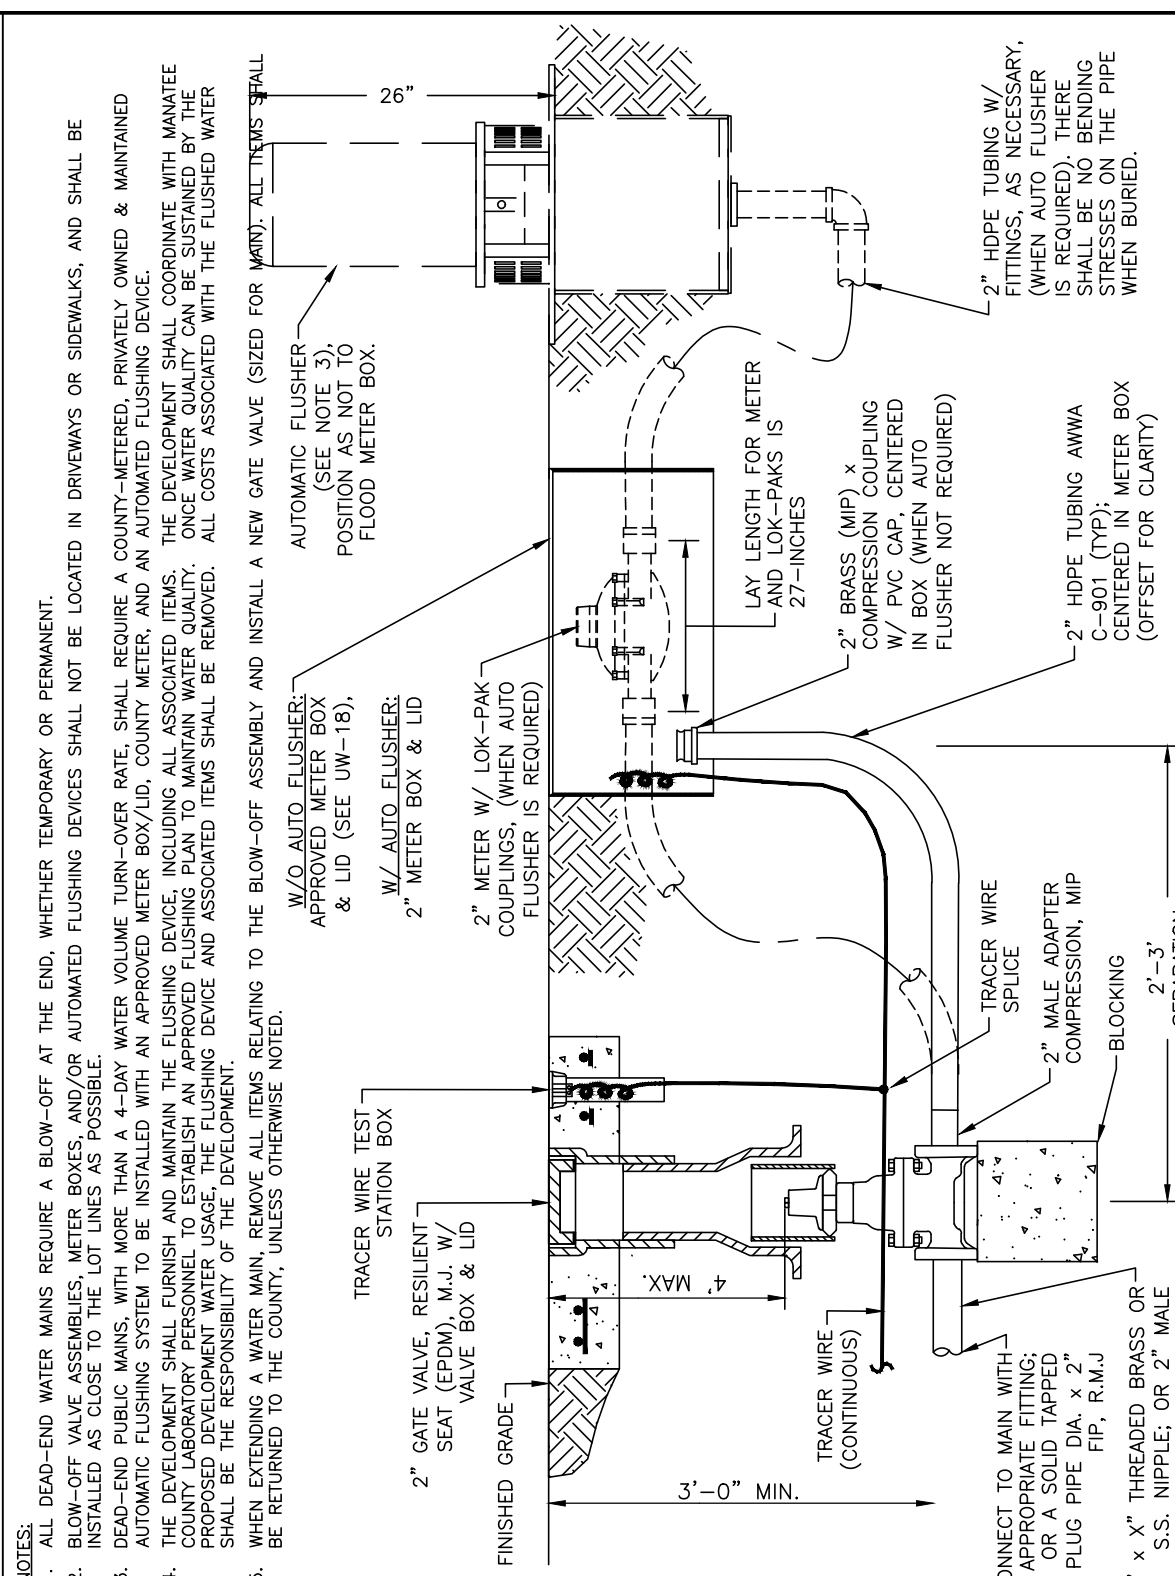 NOTES:
. ALL DEAD-END WATER MAINS REQUIRE A BLOW-OFF AT THE END, WHETHER TEMPORARY OR PERMANENT.
2. BLOW-OFF VALVE ASSEMBLIES, METER BOXES, AND/OR AUTOMATED FLUSHING DEVICES SHALL NOT BE LOCATED IN DRIVEWAYS OR SIDEWALKS, AND SHALL BE
INSTALLED AS CLOSE TO THE LOT LINES AS POSSIBLE.
3. DEAD-END PUBLIC MAINS, WITH MORE THAN A 4-DAY WATER VOLUME TURN-OVER RATE, SHALL REQUIRE A COUNTY-METERED, PRIVATELY OWNED & MAINTAINED
AUTOMATIC FLUSHING SYSTEM TO BE INSTALLED WITH AN APPROVED METER BOX/LID, COUNTY METER, AND AN AUTOMATED FLUSHING DEVICE.
4. THE DEVELOPMENT SHALL FURNISH AND MAINTAIN THE FLUSHING DEVICE, INCLUDING ALL ASSOCIATED ITEMS. THE DEVELOPMENT SHALL COORDINATE WITH MANATEE
COUNTY LABORATORY PERSONNEL TO ESTABLISH AN APPROVED FLUSHING PLAN TO MAINTAIN WATER QUALITY. ONCE WATER QUALITY CAN BE SUSTAINED BY THE
PROPOSED DEVELOPMENT WATER USAGE, THE FLUSHING DEVICE AND ASSOCIATED ITEMS SHALL BE REMOVED. ALL COSTS ASSOCIATED WITH THE FLUSHED WATER
SHALL BE THE RESPONSIBILITY OF THE DEVELOPMENT.
5. WHEN EXTENDING A WATER MAIN, REMOVE ALL ITEMS RELATING TO THE BLOW-OFF ASSEMBLY AND INSTALL A NEW GATE VALVE (SIZED FOR MAIN). ALL ITEMS SHALL
BE RETURNED TO THE COUNTY, UNLESS OTHERWISE NOTED.
26"
AUTOMATIC FLUSHER
(SEE NOTE 3),
POSITION AS NOT TO
FLOOD METER BOX.
W/O AUTO FLUSHER:
APPROVED METER BOX
& LID (SEE UW-18),
W/ AUTO FLUSHER:
2" METER BOX & LID
2" METER W/ LOK-PAK
COUPLINGS, (WHEN AUTO
FLUSHER IS REQUIRED)
TRACER WIRE TEST
STATION BOX
2" GATE VALVE, RESILIENT
SEAT (EPDM), M.J. W/
VALVE BOX & LID
FINISHED GRADE
3'-0" MIN.
4' MAX.
TRACER WIRE
(CONTINUOUS)
LAY LENGTH FOR METER
AND LOK-PAKS IS
27-INCHES
2" BRASS (MIP) x
COMPRESSION COUPLING
W/ PVC CAP, CENTERED
IN BOX (WHEN AUTO
FLUSHER NOT REQUIRED)
2" HDPE TUBING W/
FITTINGS, AS NECESSARY,
(WHEN AUTO FLUSHER
IS REQUIRED). THERE
SHALL BE NO BENDING
STRESSES ON THE PIPE
WHEN BURIED.
2" HDPE TUBING AWWA
C-901 (TYP);
CENTERED IN METER BOX
(OFFSET FOR CLARITY)
TRACER WIRE
SPLICE
2" MALE ADAPTER
COMPRESSION, MIP
BLOCKING
2'-3'
SEPARATION
ONNECT TO MAIN WITH
APPROPRIATE FITTING;
OR A SOLID TAPPED
PLUG PIPE DIA. x 2"
FIP, R.M.J
" x X" THREADED BRASS OR
S.S. NIPPLE; OR 2" MALE